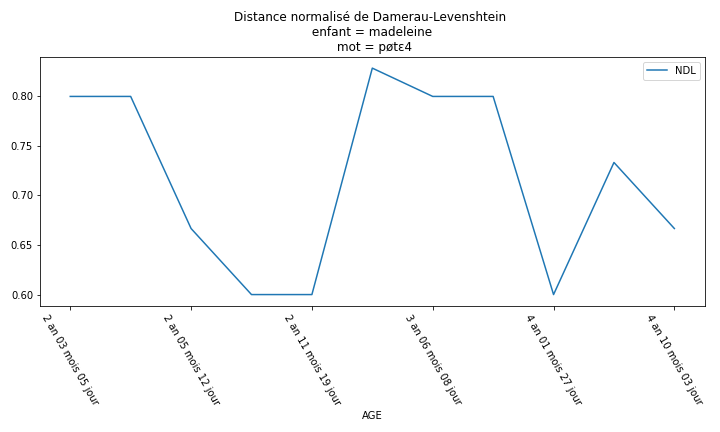 Distance normalisé de Damerau-Levenshtein
enfant = madeleine
mot = pøtɛ4
NDL
0.80
0.75
0.70
0.65
0.60
2 an 03 mois 05 jour
2 an 05 mois 12 jour
2 an 11 mois 19 jour
3 an 06 mois 08 jour
4 an 01 mois 27 jour
4 an 10 mois 03 jour
AGE